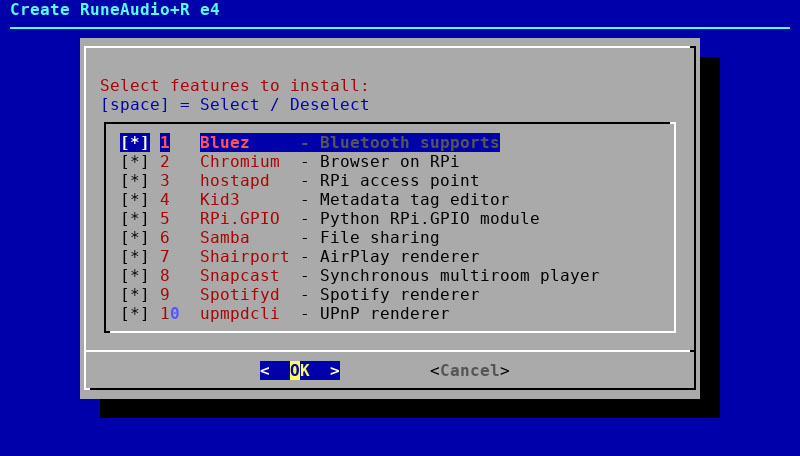 Create RuneAudio+R e4
Select features to install:
[space] = Select / Deselect
[*] 1 Bluez - Bluetooth supports
[*] 2 Chromium - Browser on RPi
[*] 3 hostapd - RPi access point
[*] 4 Kid3 - Metadata tag editor
[*] 5 RPi.GPIO - Python RPi.GPIO module
[*] 6 Samba - File sharing
[*] 7 Shairport - AirPlay renderer
[*] 8 Snapcast - Synchronous multiroom player
[*] 9 Spotifyd - Spotify renderer
[*] 10 upmpdcli - UPnP renderer
< OK > <Cancel>